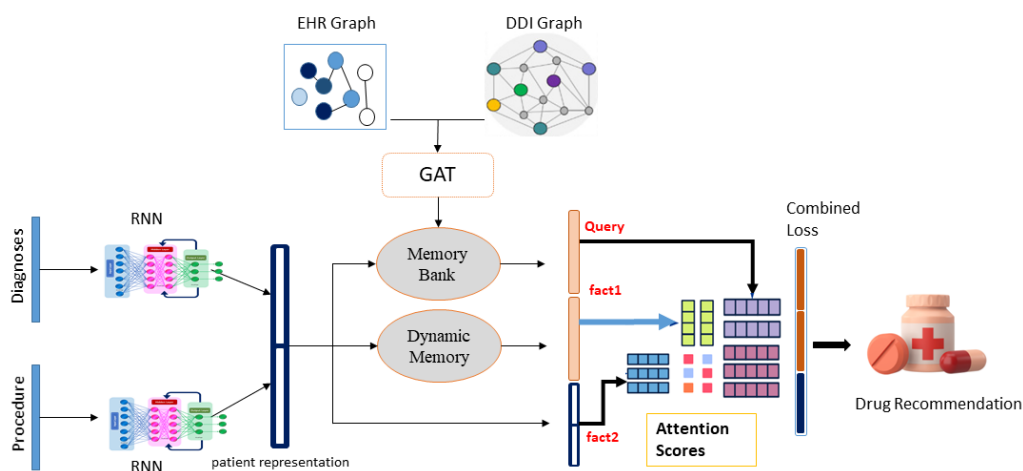 EHR Graph
DDI Graph
GAT
Diagnoses
RNN
Procedure
RNN
patient representation
Memory
Bank
Dynamic
Memory
Query
fact1
fact2
Attention
Scores
Combined
Loss
Drug Recommendation